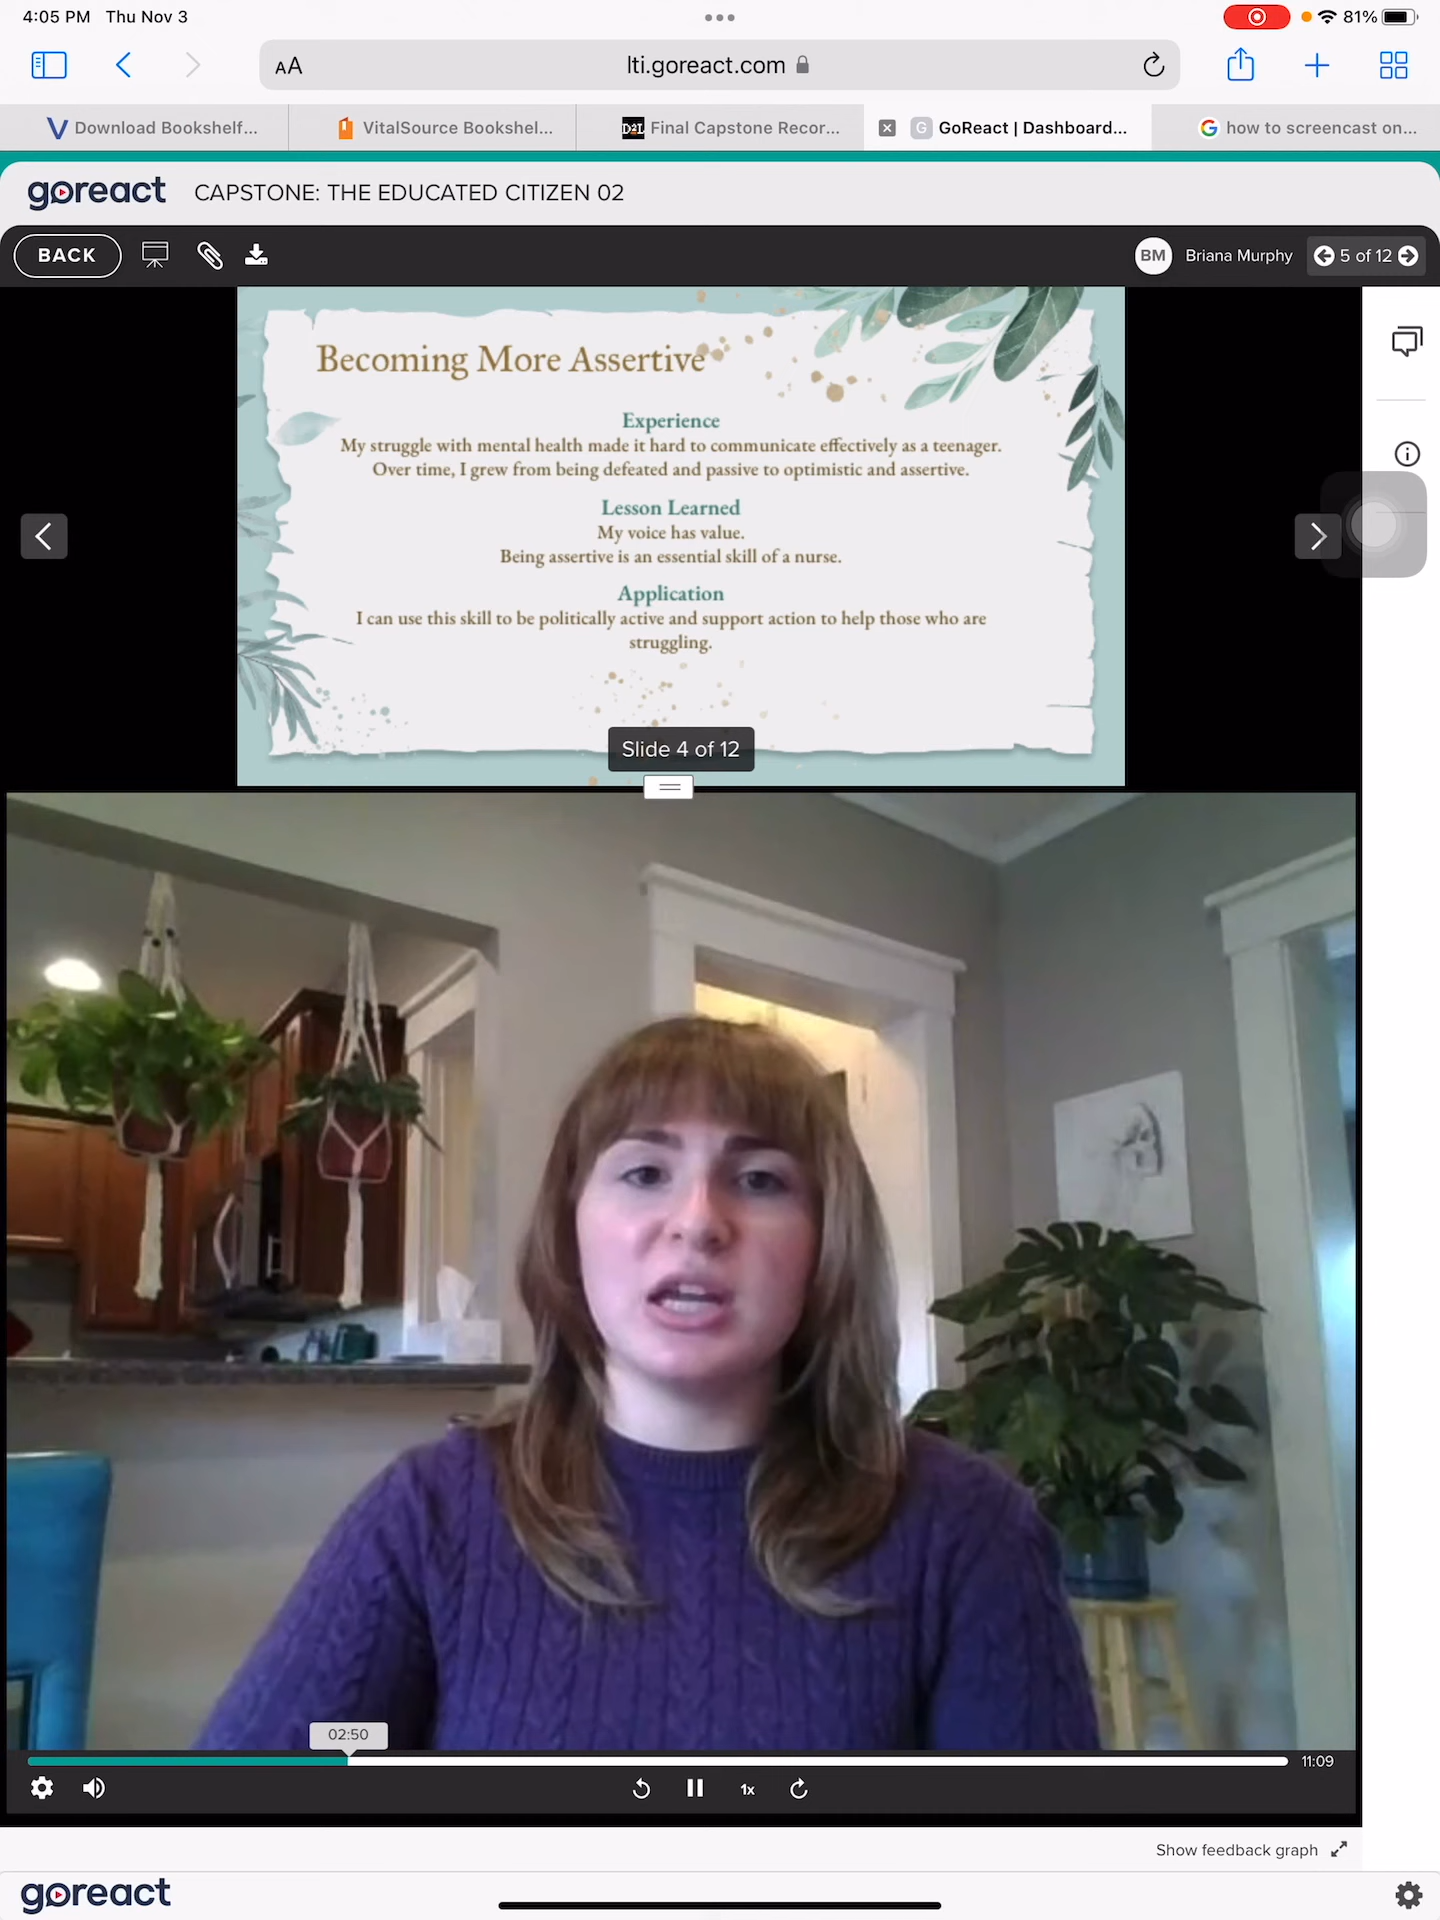 4:05 PM Thu Nov 3
81%
AA
lti.goreact.com
Download Bookshelf...
VitalSource Bookshel...
D2L Final Capstone Recor...
G GoReact | Dashboard...
G how to screencast on...
goreact CAPSTONE: THE EDUCATED CITIZEN 02
BACK
BM Briana Murphy 5 of 12
Becoming More Assertive
Experience
My struggle with mental health made it hard to communicate effectively as a teenager.
Over time, I grew from being defeated and passive to optimistic and assertive.
Lesson Learned
My voice has value.
Being assertive is an essential skill of a nurse.
Application
I can use this skill to be politically active and support action to help those who are
struggling.
Slide 4 of 12
02:50
11:09
1x
Show feedback graph
goreact